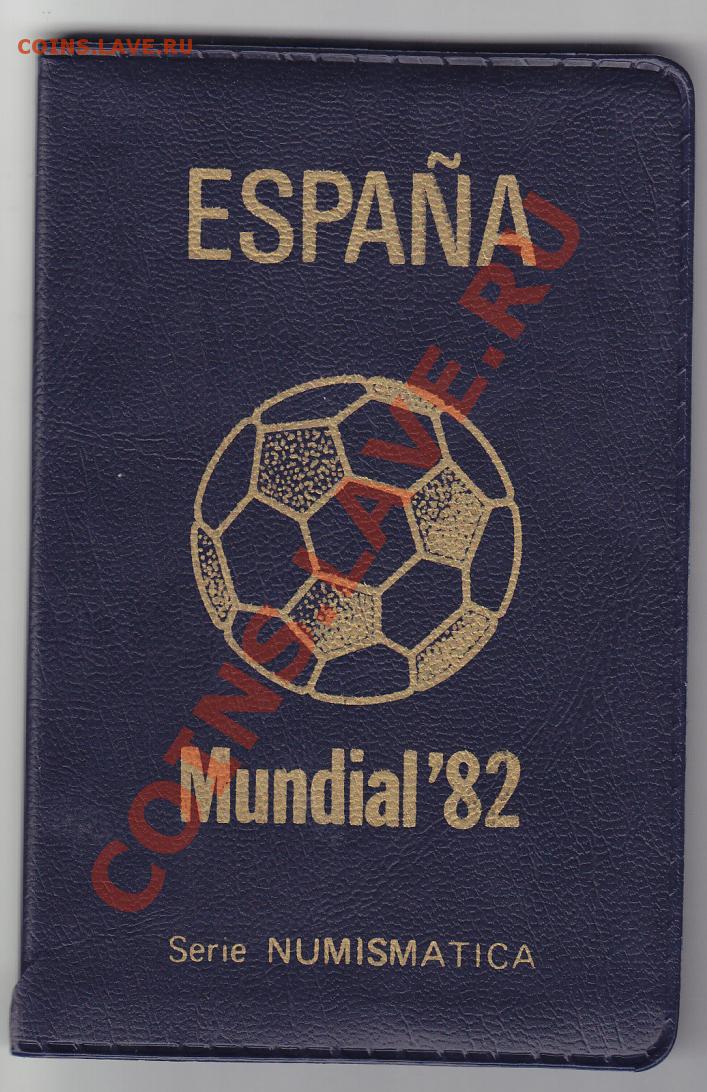 COINS.LAVE.RU
ESPAÑA
COINS.LAVE.RU
Mundial '82
Serie NUMISMATICA